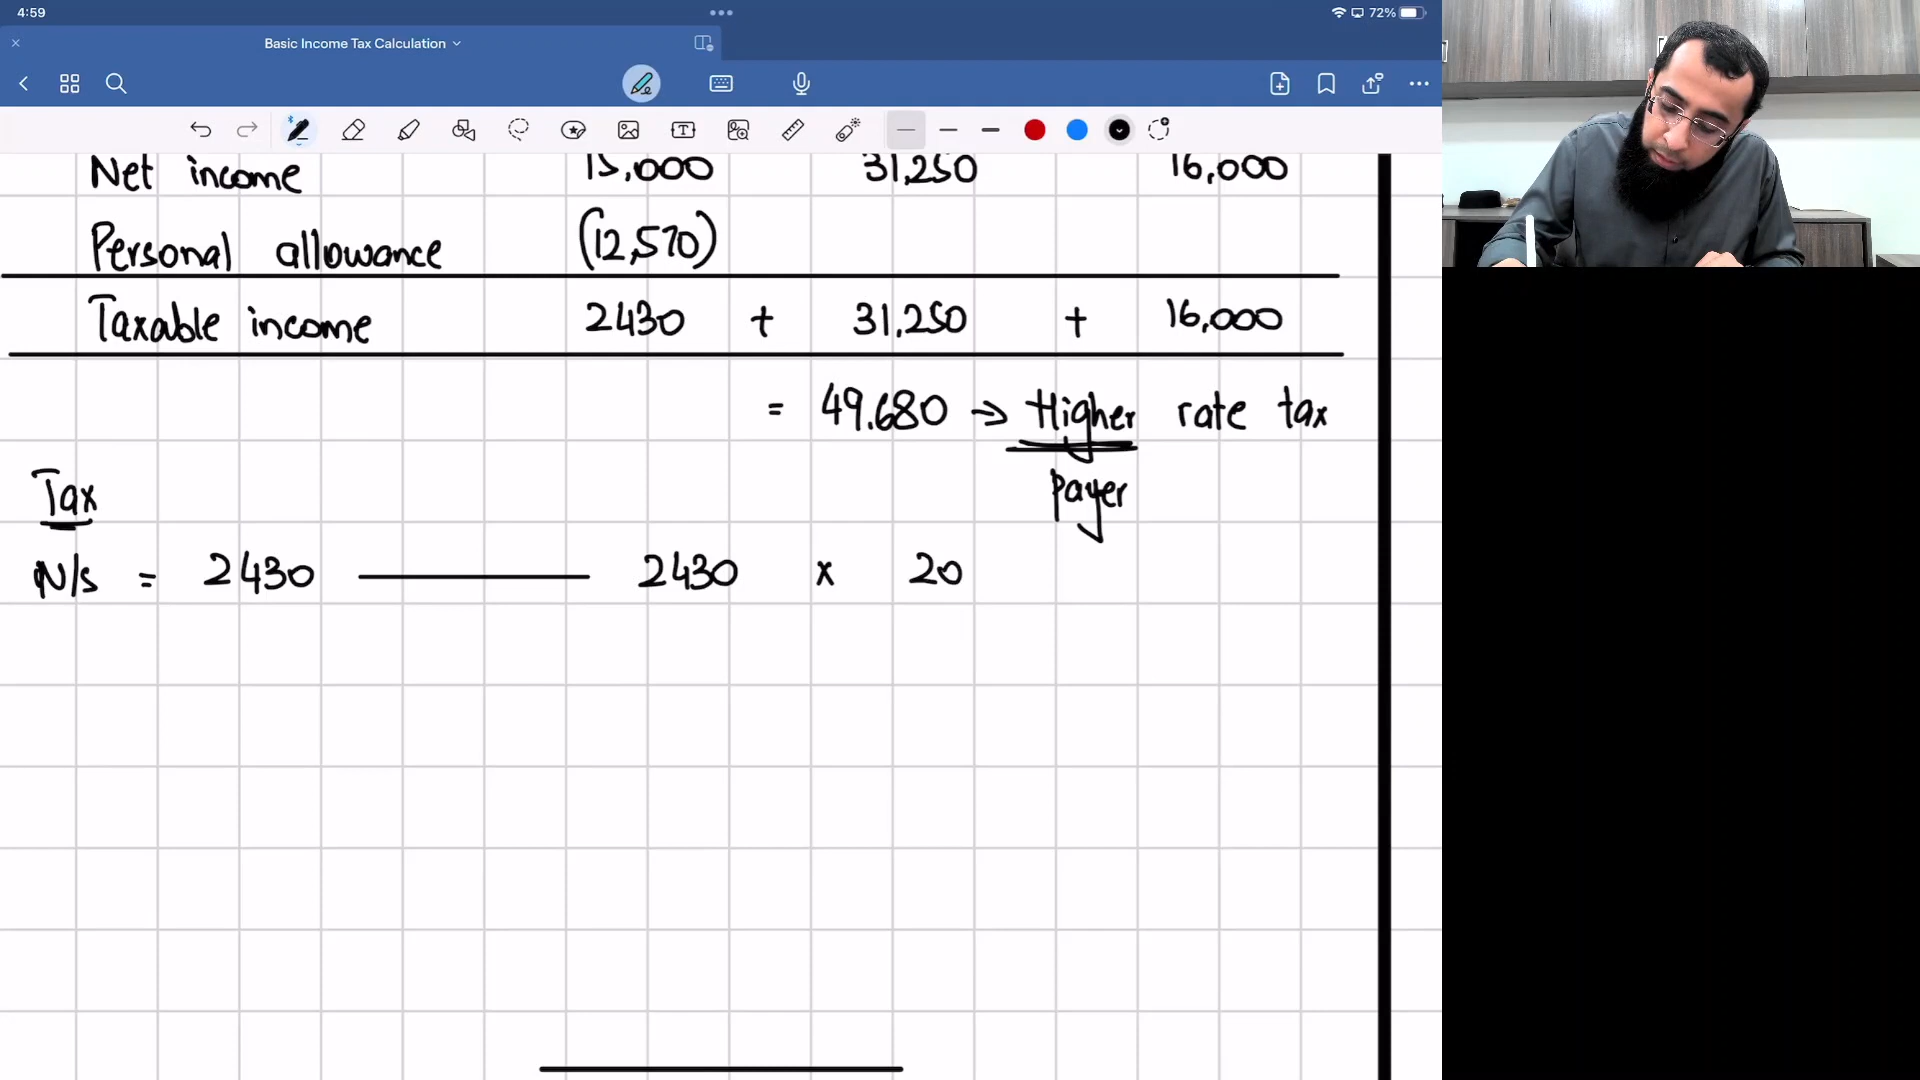 4:59 72%
Basic Income Tax Calculation
Net income 15,000 31,250 16,000
Personal allowance (12,570)
Taxable income 2430 + 31,250 + 16,000
= 49.680 → Higher rate tax
Payer
Tax
N/s = 2430 2430 x 20